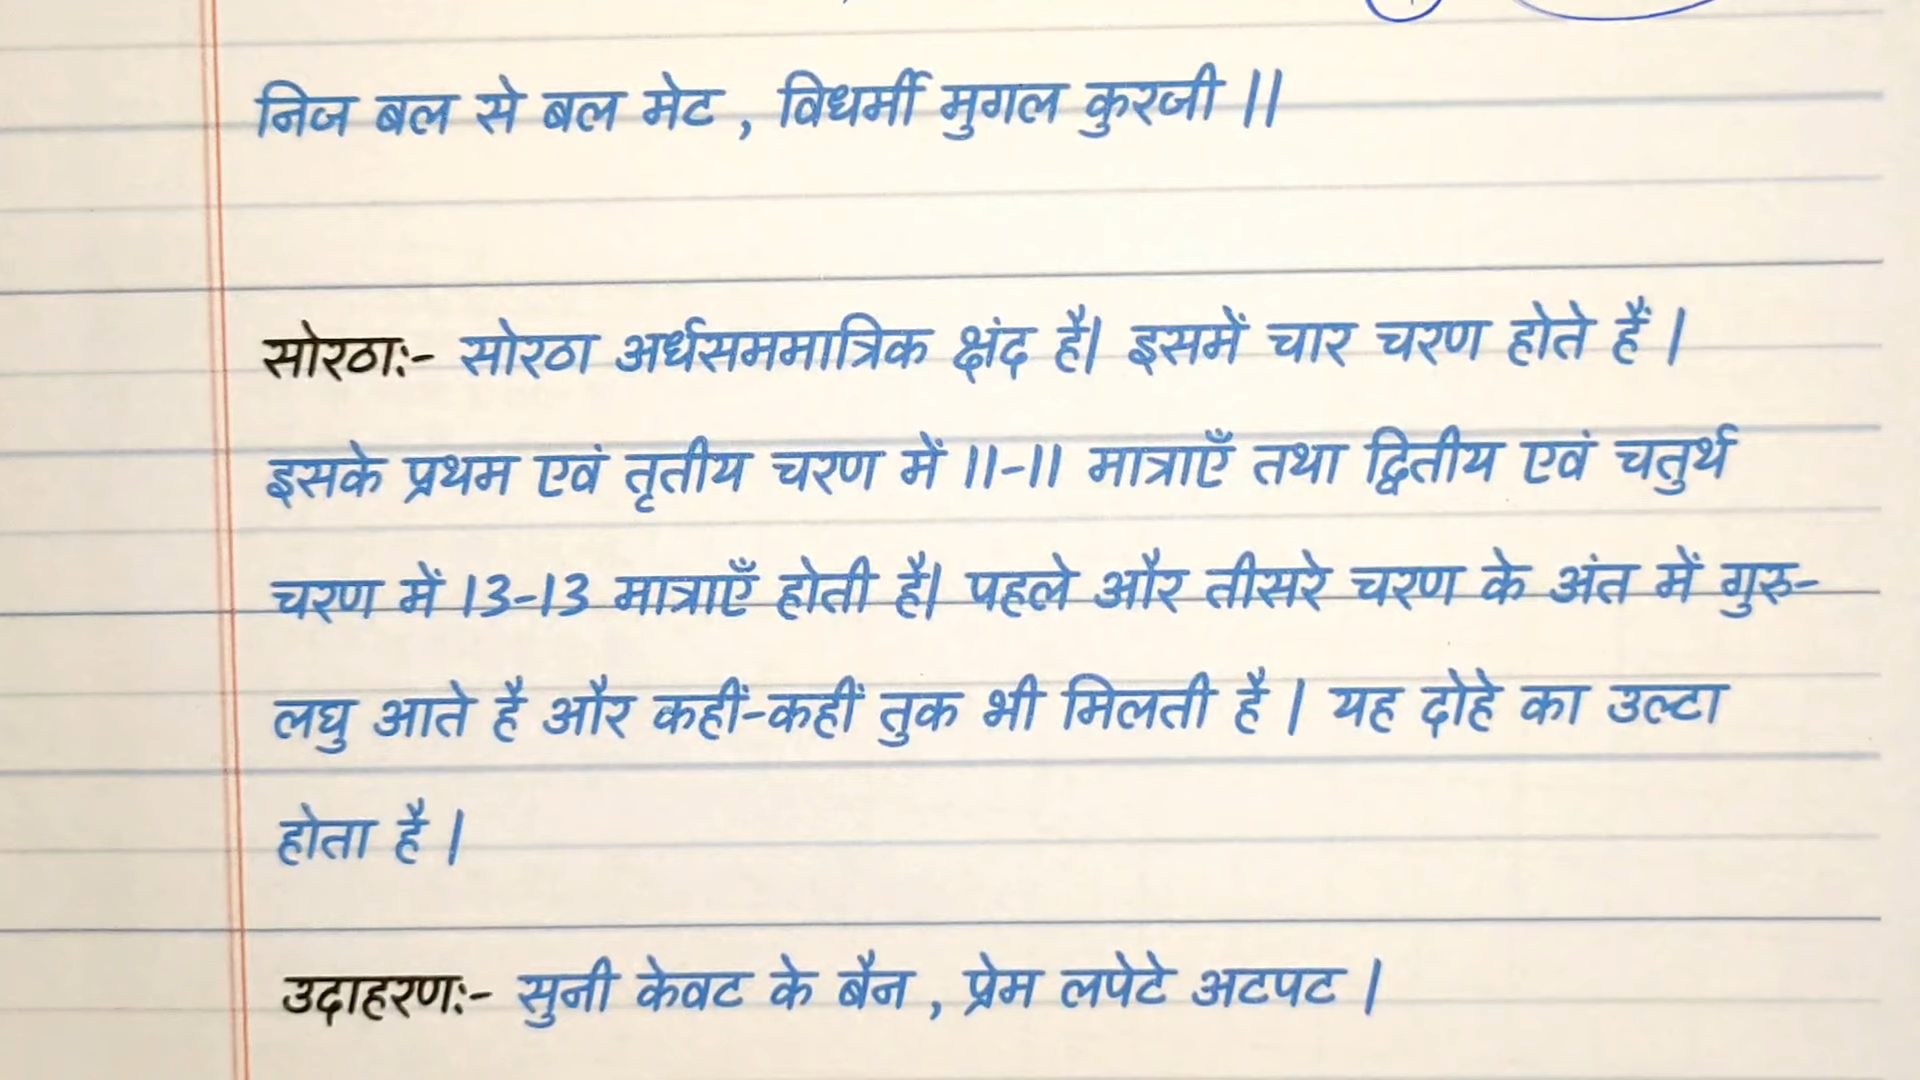 निज बल से बल मेट , विधर्मी मुगल कुरजी ||
सोरठा:- सोरठा अर्धसममात्रिक क्षंद है| इसमें चार चरण होते हैं |
इसके प्रथम एवं तृतीय चरण में 11-11 मात्राएँ तथा द्वितीय एवं चतुर्थ
चरण में 13-13 मात्राएँ होती है| पहले और तीसरे चरण के अंत में गुरु-
लघु आते है और कहीं-कहीं तुक भी मिलती है | यह दोहे का उल्टा
होता है |
उदाहरण:- सुनी केवट के बैन , प्रेम लपेटे अटपट |